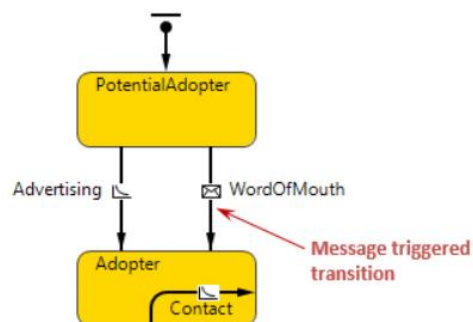 PotentialAdopter
Advertising
WordOfMouth
Message triggered
transition
Adopter
Contact